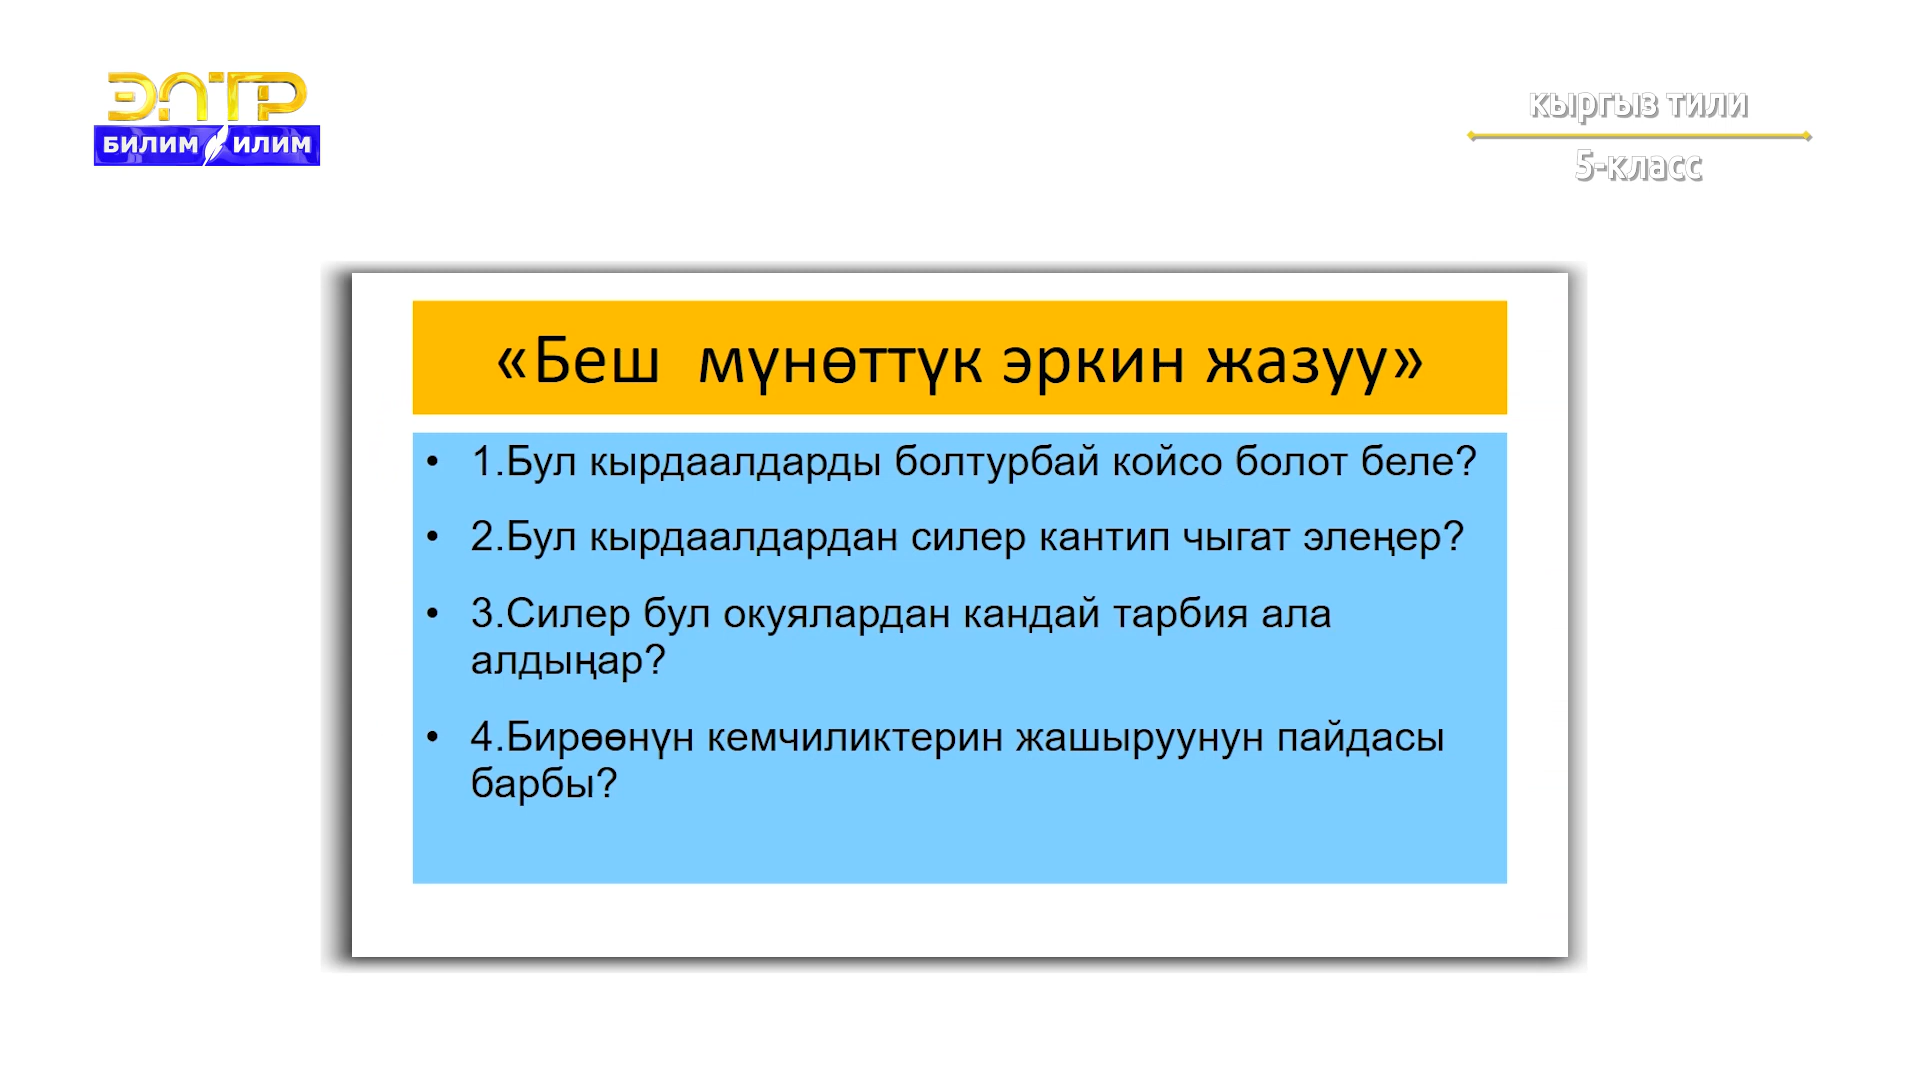 ЭЛТР
БИЛИМ ИЛИМ
кыргыз тили
5-класс
«Беш мүнөттүк эркин жазуу»
• 1.Бул кырдаалдарды болтурбай койсо болот беле?
• 2.Бул кырдаалдардан силер кантип чыгат элеңер?
• 3.Силер бул окуялардан кандай тарбия ала
алдыңар?
• 4.Бирөөнүн кемчиликтерин жашыруунун пайдасы
барбы?